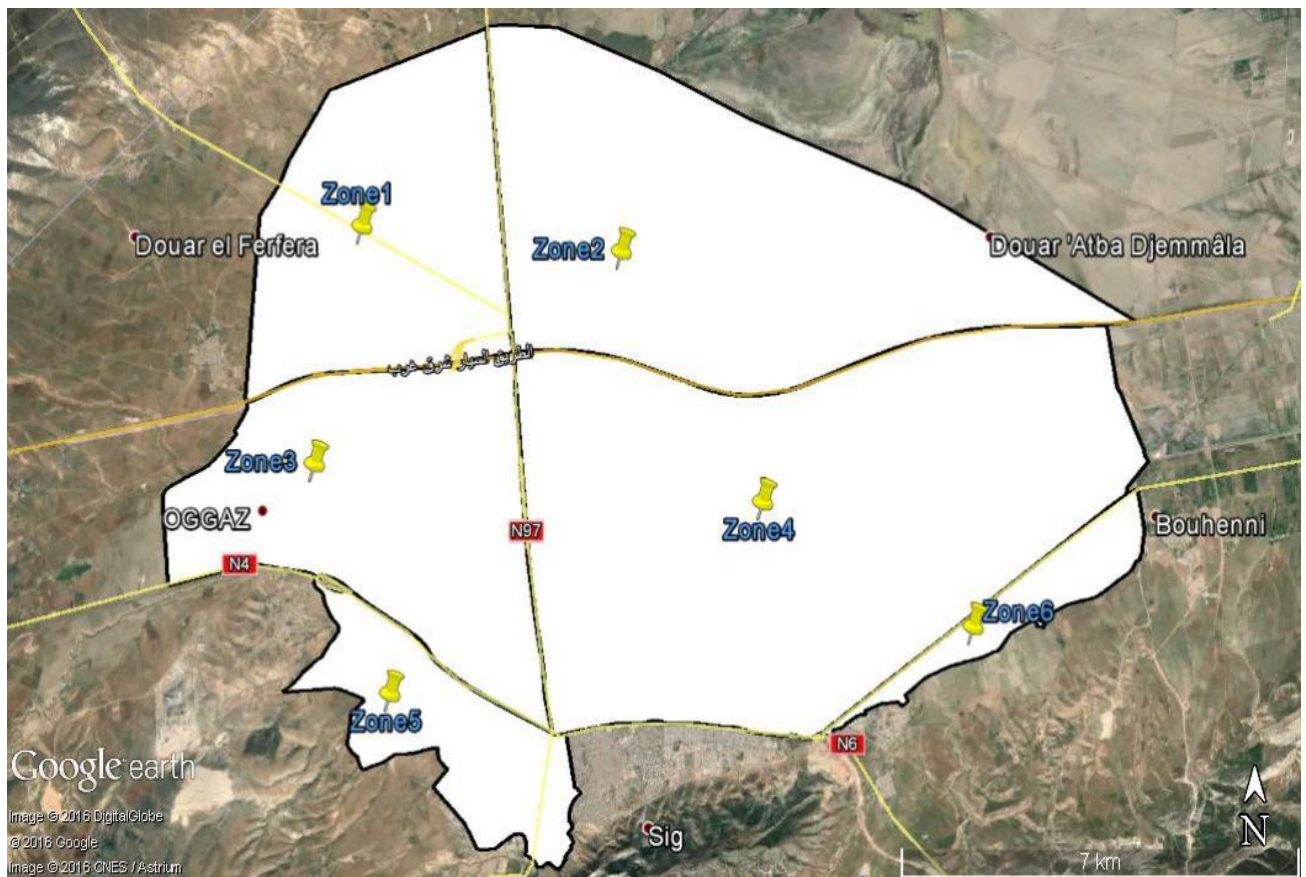 Zone1
Douar el Ferfera
Zone2
Douar 'Atba Djemmâla
الطريق السيار شرق غرب
Zone3
OGGAZ
Zone4
N97
Bouhenni
N4
Zone6
Zone5
N6
Google earth
Image © 2016 DigitalGlobe
© 2016 Google
Image © 2016 CNES / Astrium
Sig
N
7 km